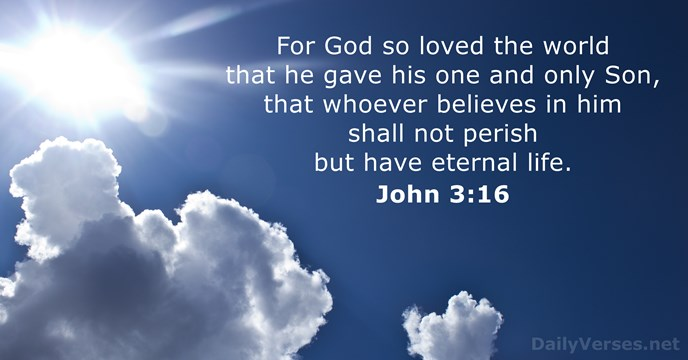 For God so loved the world
that he gave his one and only Son,
that whoever believes in him
shall not perish
but have eternal life.
John 3:16
DailyVerses.net